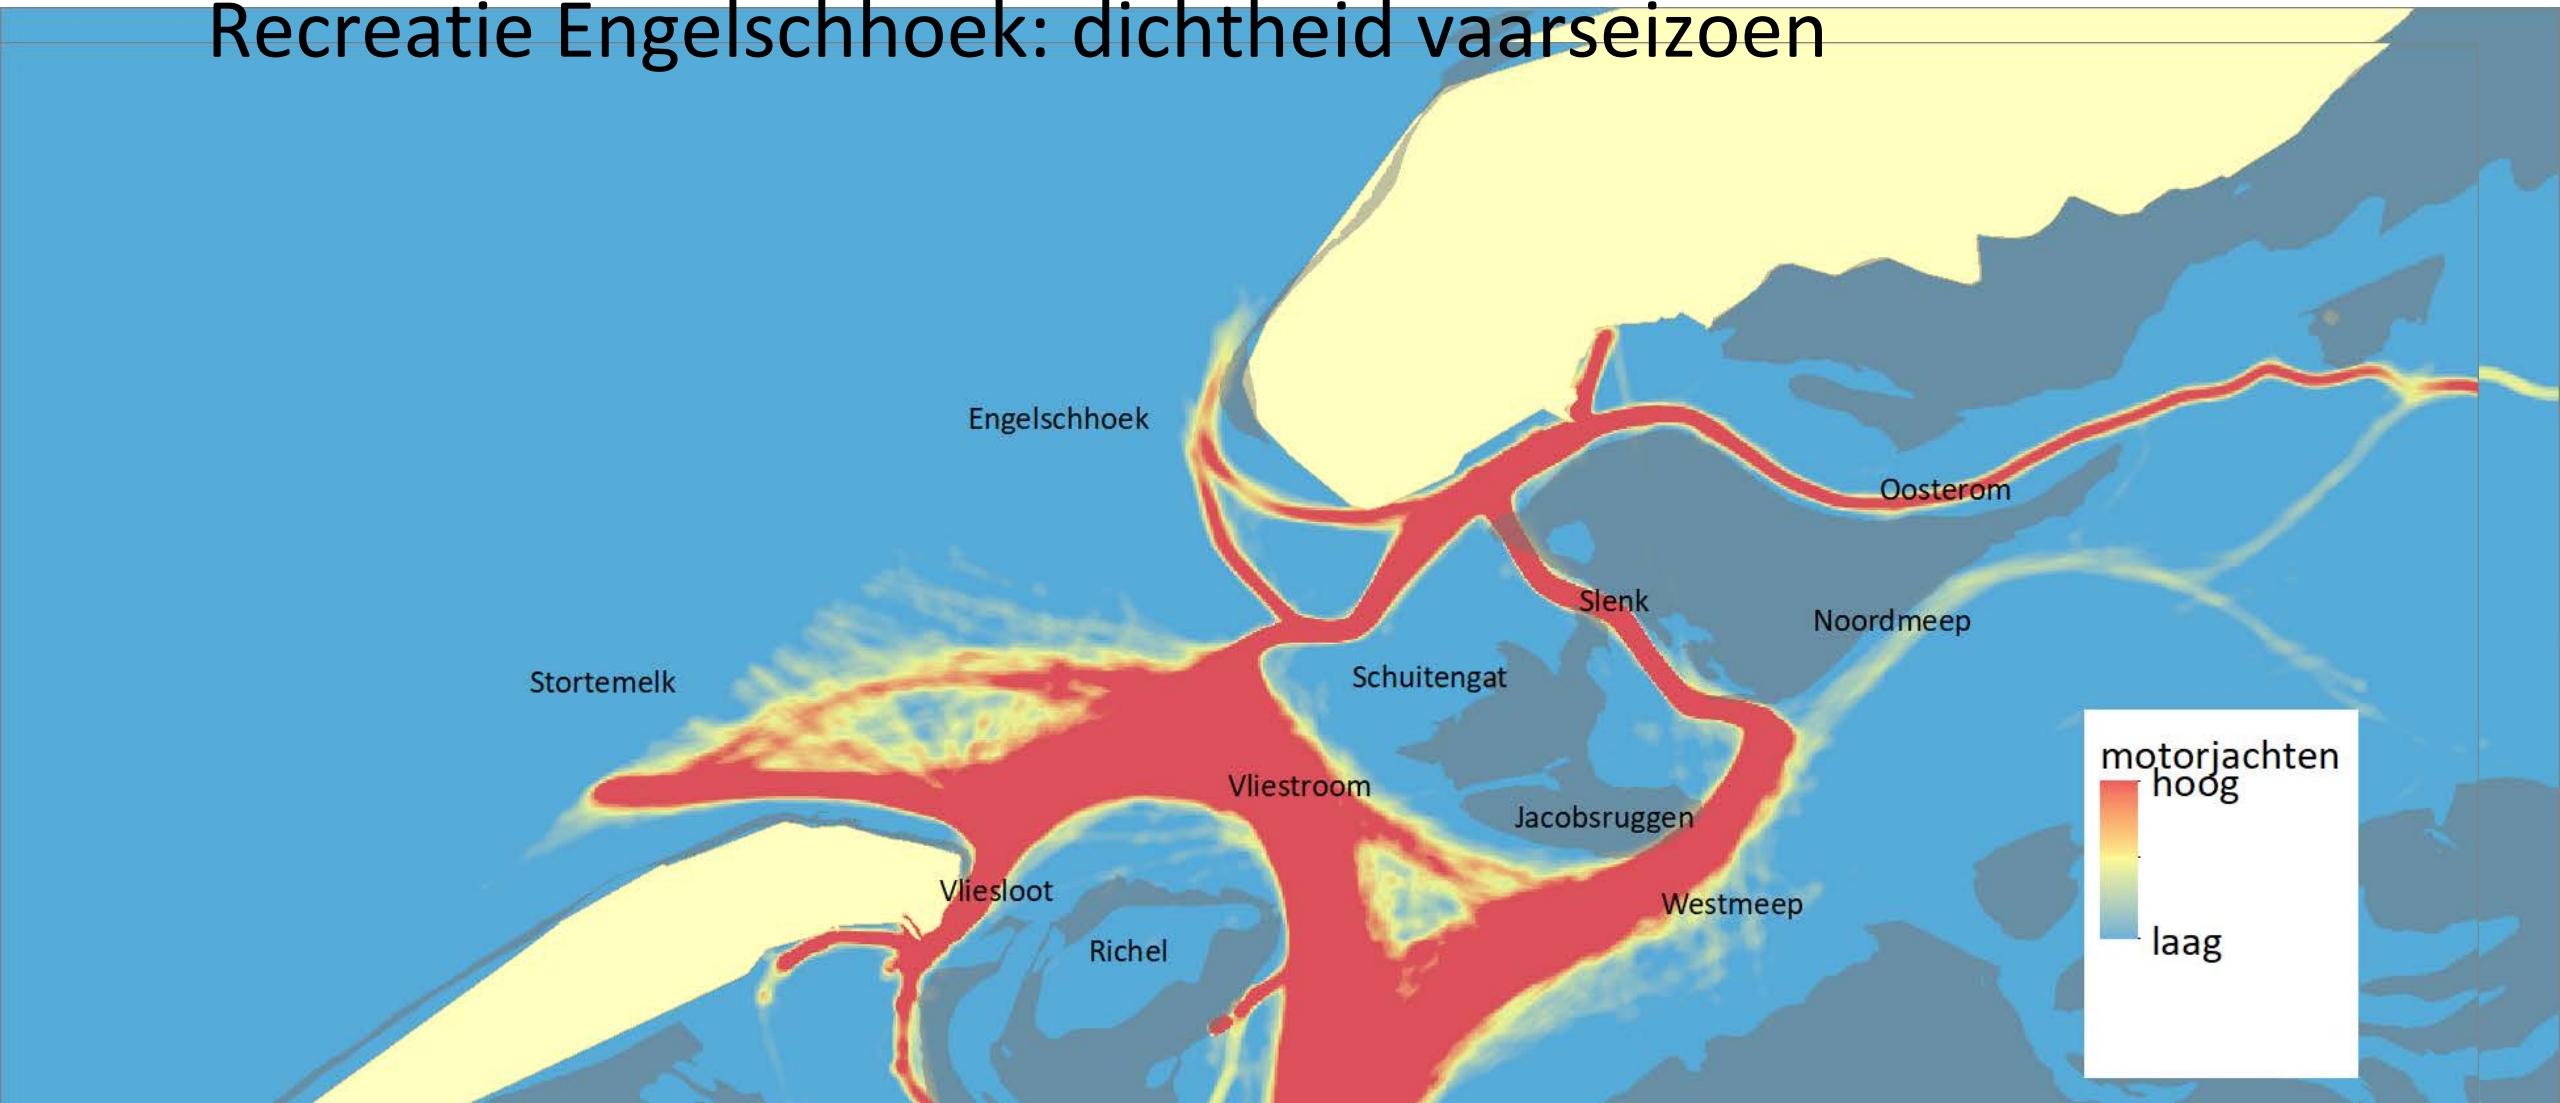 Recreatie Engelschhoek: dichtheid vaarseizoen
Engelschhoek
Oosterom
Slenk
Noordmeep
Schuitengat
Stortemelk
Vliestroom
Jacobsruggen
Vliesloot
Westmeep
Richel
motorjachten
hoog
laag